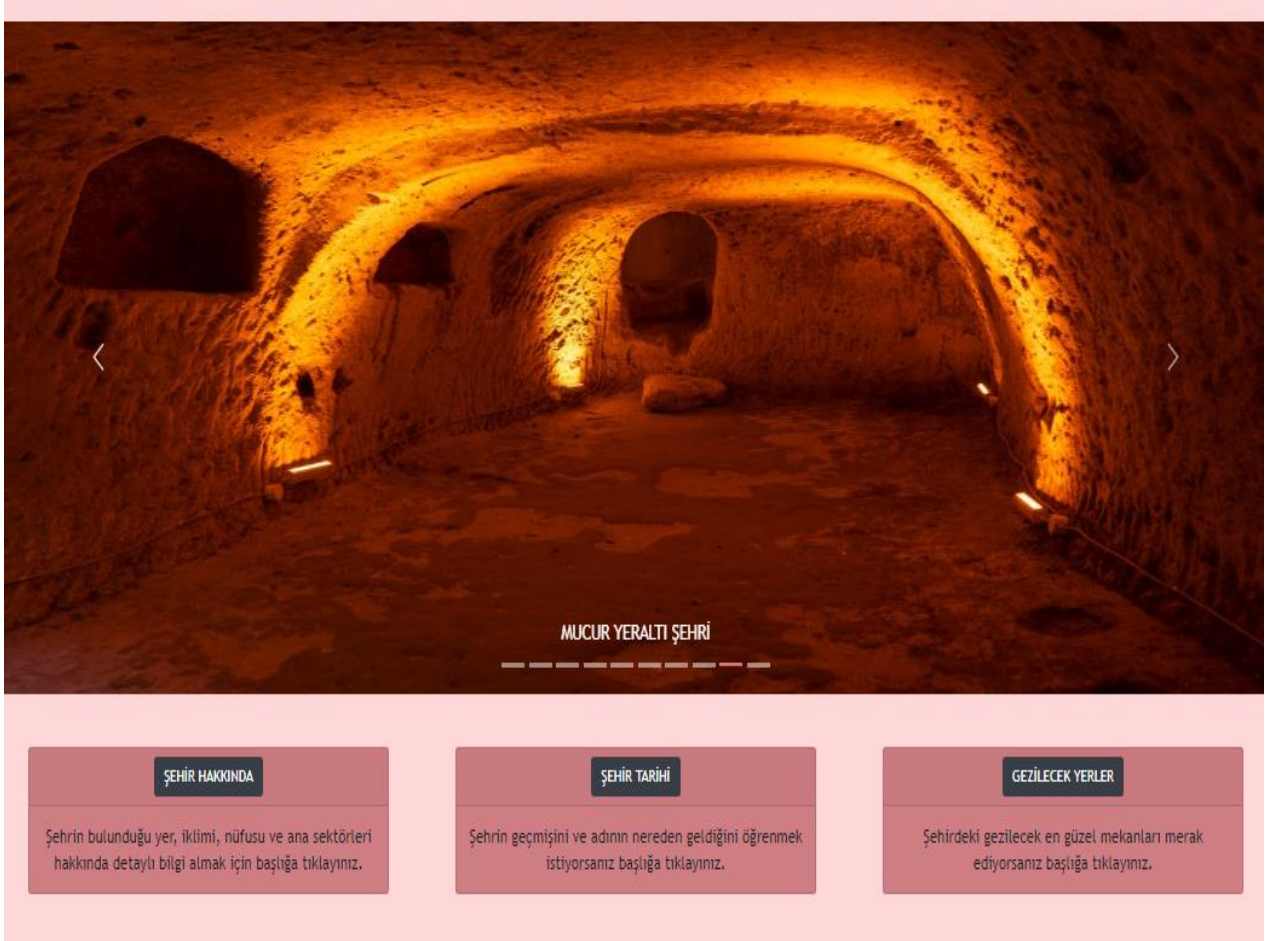 MUCUR YERALTI ŞEHRİ
ŞEHİR HAKKINDA
Şehrin bulunduğu yer, iklimi, nüfusu ve ana sektörleri
hakkında detaylı bilgi almak için başlığa tıklayınız.
ŞEHİR TARİHİ
Şehrin geçmişini ve adının nereden geldiğini öğrenmek
istiyorsanız başlığa tıklayınız.
GEZİLECEK YERLER
Şehirdeki gezilecek en güzel mekanları merak
ediyorsanız başlığa tıklayınız.